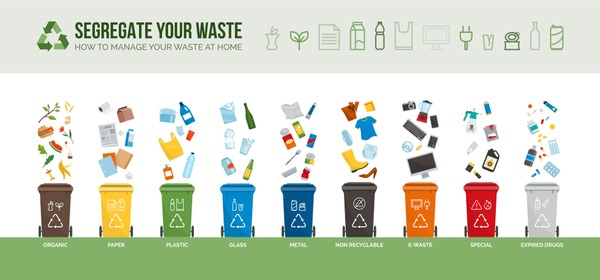 SEGREGATE YOUR WASTE
HOW TO MANAGE YOUR WASTE AT HOME
ORGANIC
PAPER
PLASTIC
GLASS
METAL
NON RECYCLABLE
E-WASTE
SPECIAL
EXPIRED DRUGS